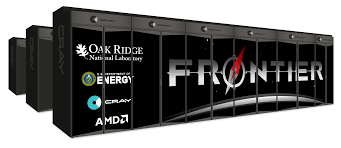 CRAY
OAK RIDGE
National Laboratory
U.S. DEPARTMENT OF
ENERGY
CRAY
AMD
FRONTIER